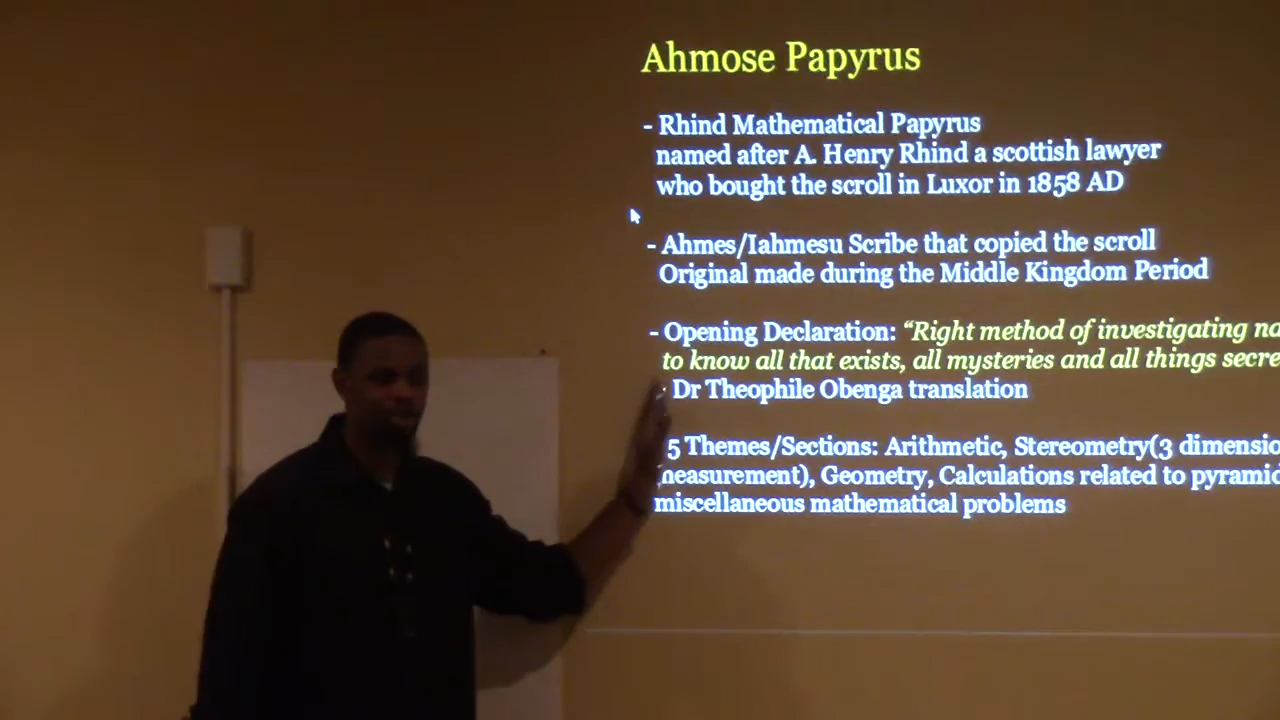 Ahmose Papyrus
- Rhind Mathematical Papyrus
named after A. Henry Rhind a scottish lawyer
who bought the scroll in Luxor in 1858 AD
- Ahmes/Iahmesu Scribe that copied the scroll
Original made during the Middle Kingdom Period
- Opening Declaration: “Right method of investigating na
to know all that exists, all mysteries and all things secre
- Dr Theophile Obenga translation
5 Themes/Sections: Arithmetic, Stereometry(3 dimensio
measurement), Geometry, Calculations related to pyramid
miscellaneous mathematical problems